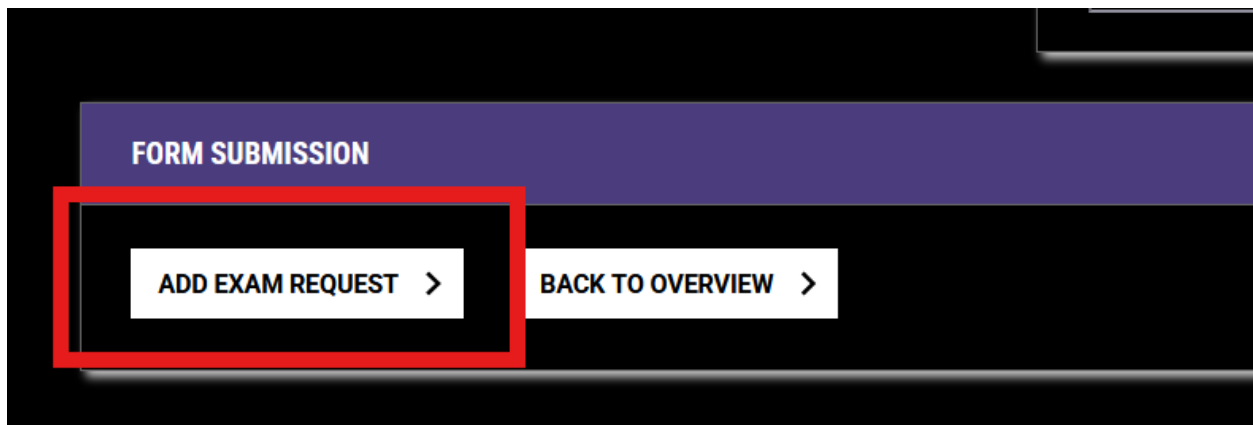 FORM SUBMISSION
ADD EXAM REQUEST
BACK TO OVERVIEW